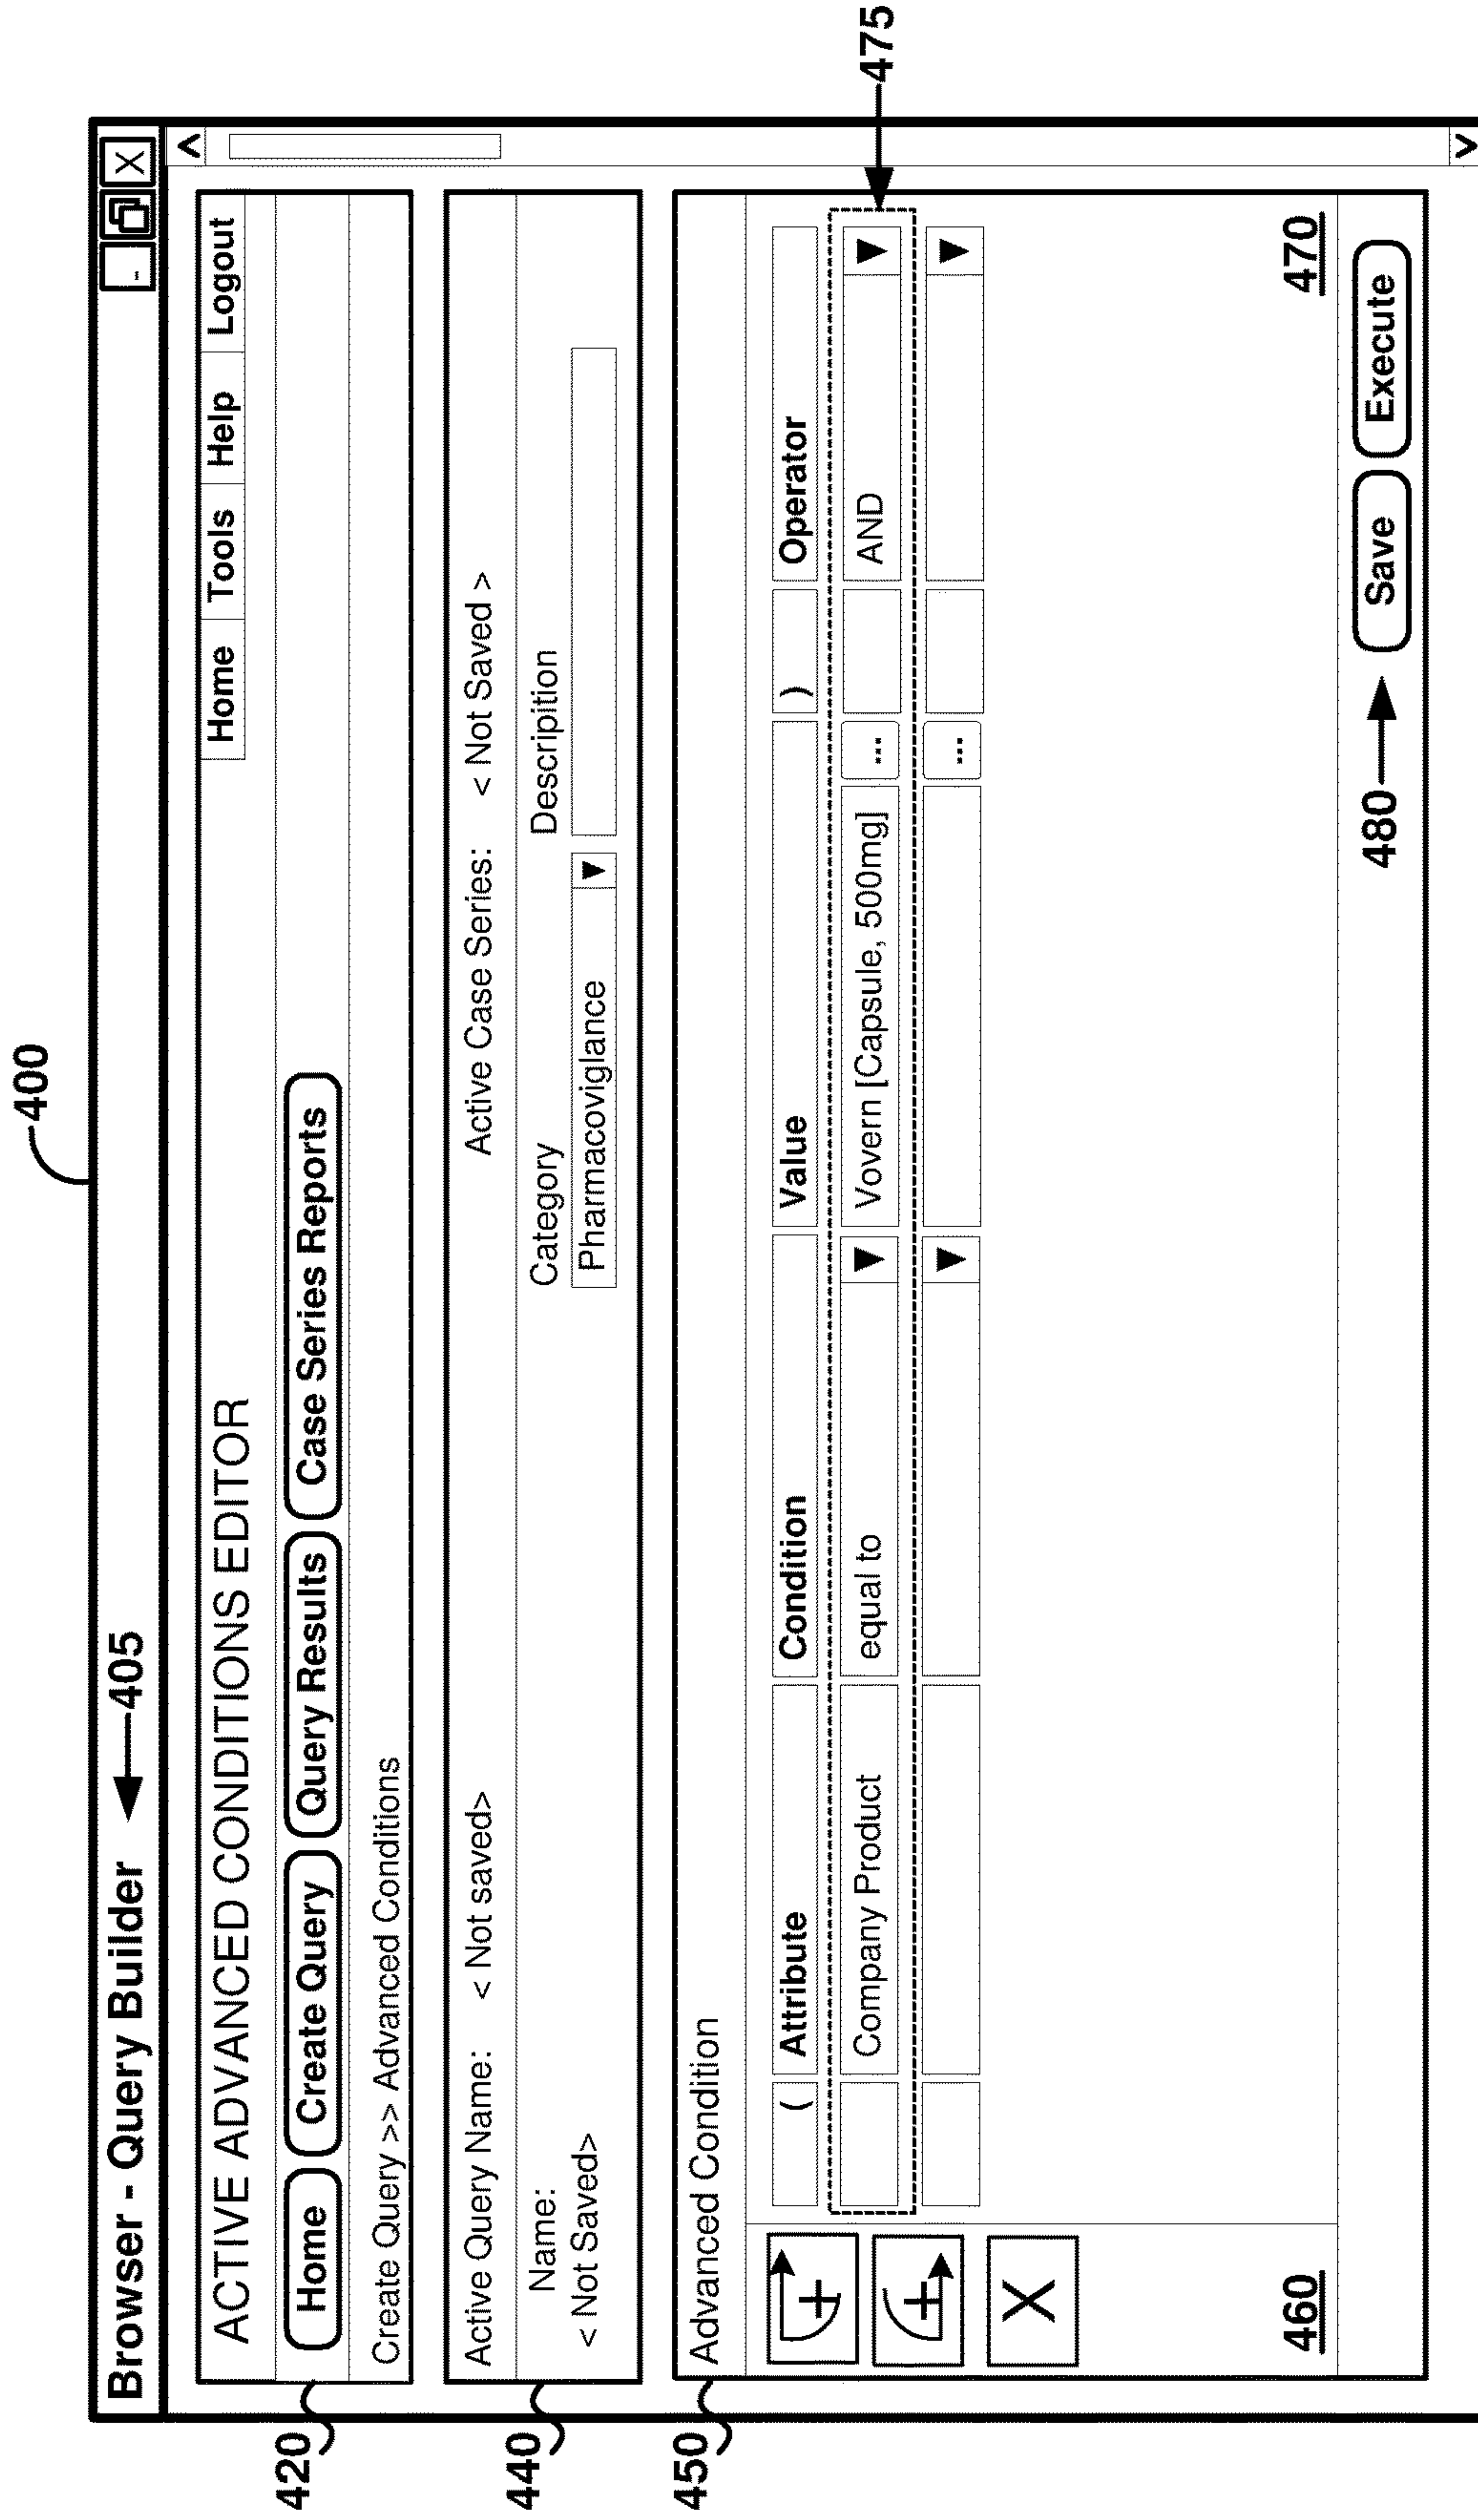 400
Browser - Query Builder 405
- X
ACTIVE ADVANCED CONDITIONS EDITOR
Home Tools Help Logout
420
Home Create Query Query Results Case Series Reports
Create Query >> Advanced Conditions
440
Active Query Name: < Not saved> Active Case Series: < Not Saved >
Name: Category Descripition
< Not Saved> Pharmacoviglance
450
Advanced Condition
( Attribute Condition Value ) Operator
Company Product equal to Vovern [Capsule, 500mg] ... AND
475
...
X
460 470
480 Save Execute